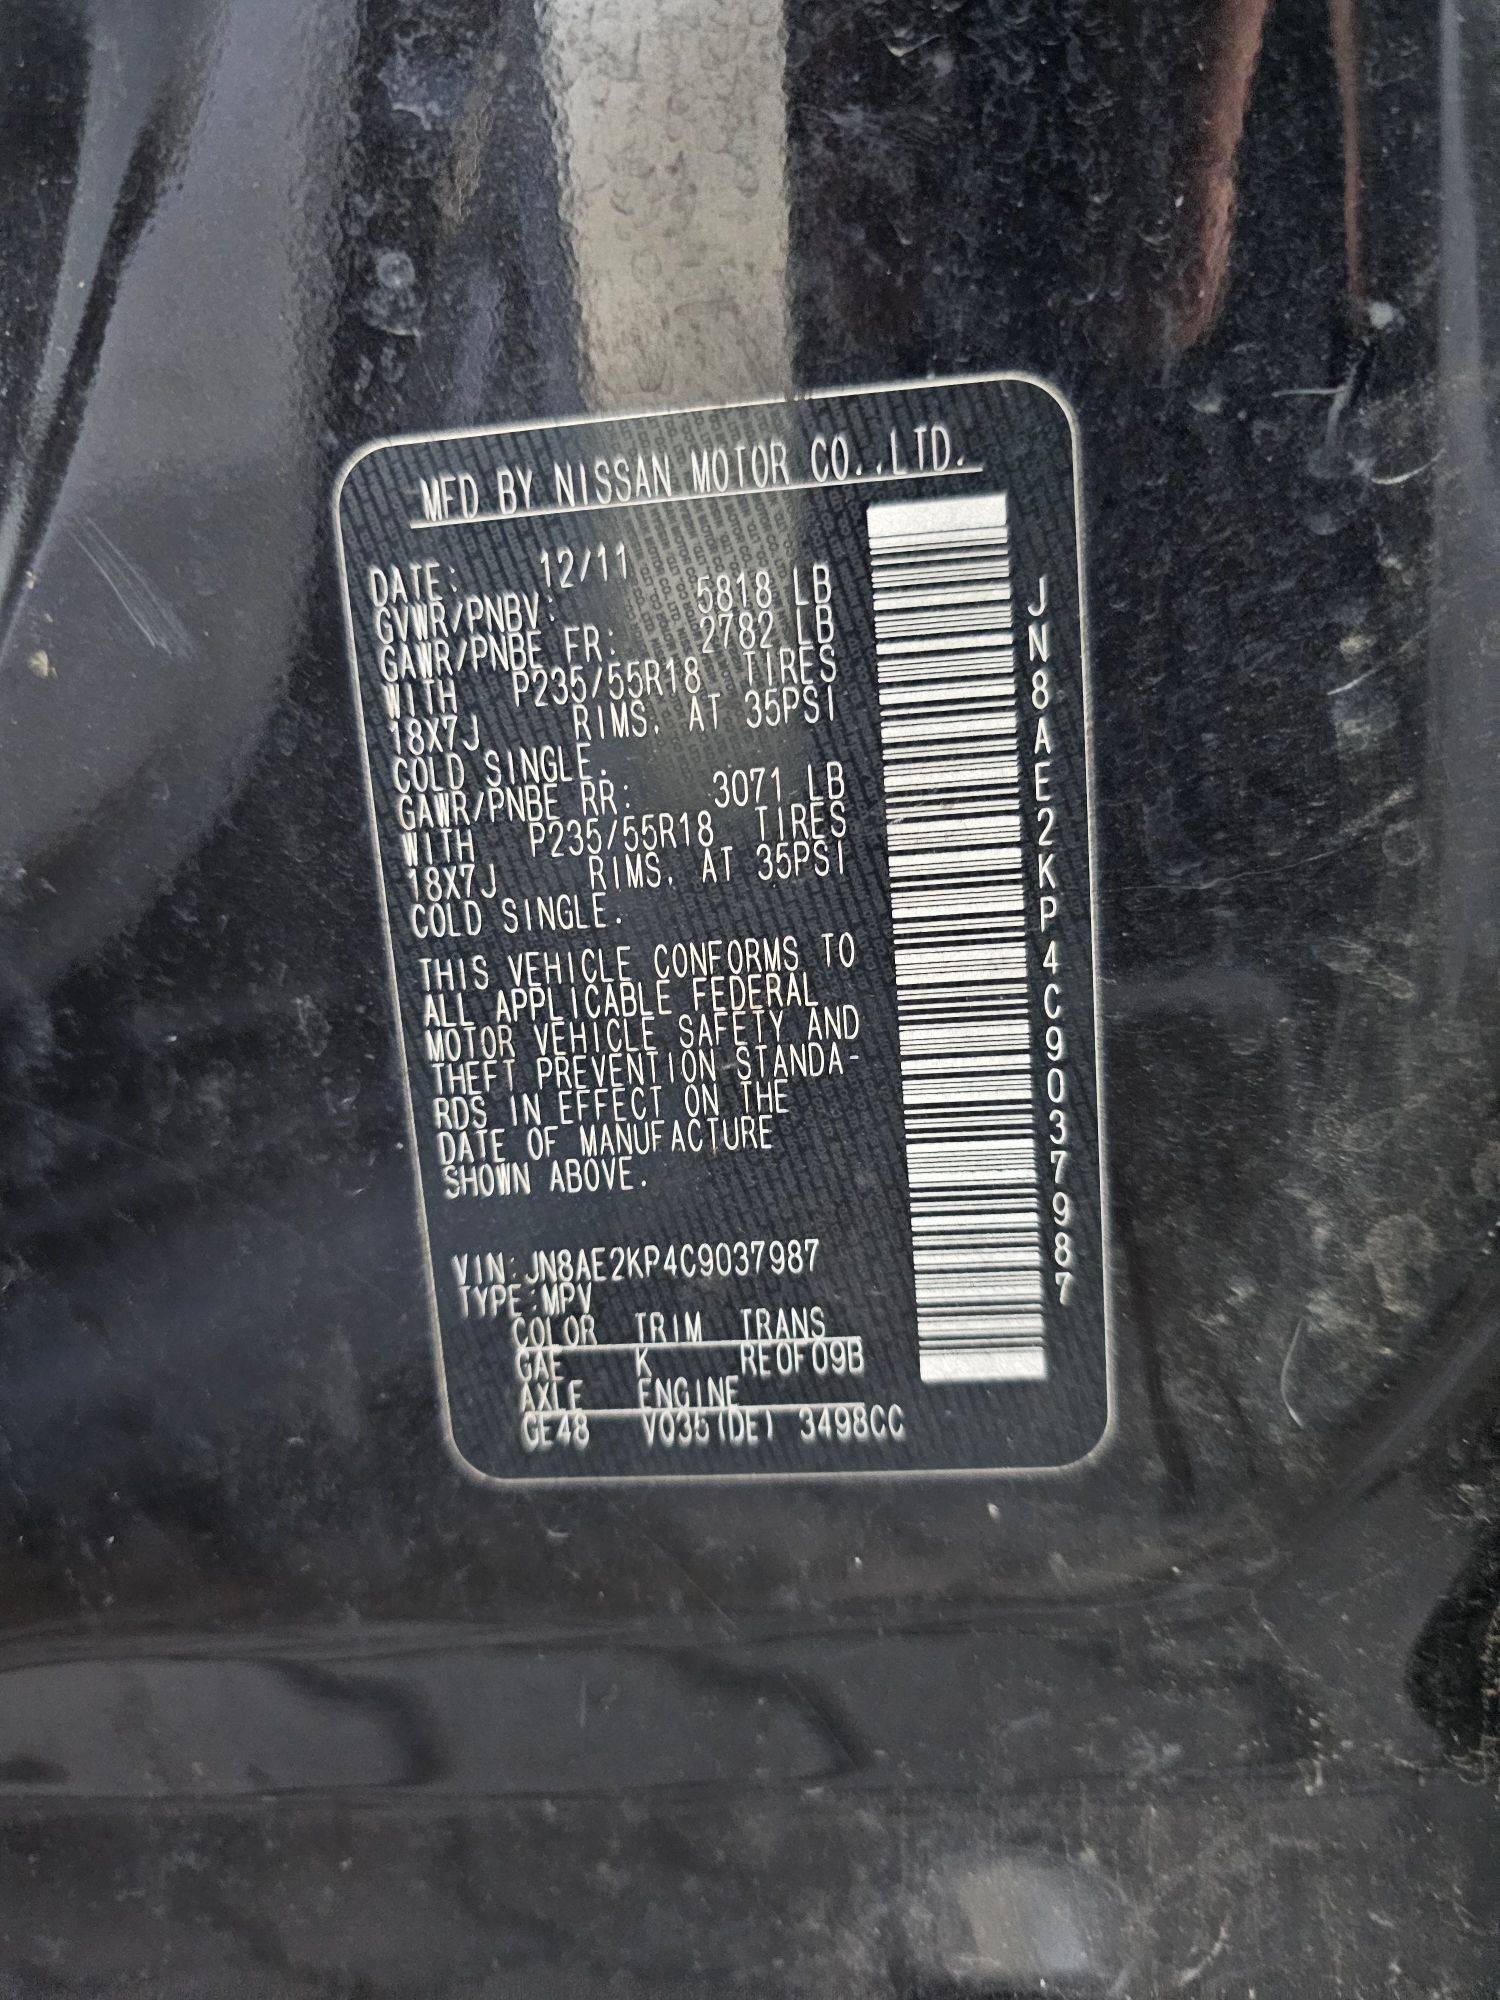 MFD BY NISSAN MOTOR CO.,LTD.
DATE: 12/11
GVWR/PNBV: 5818 LB
GAWR/PNBE FR: 2782 LB
WITH P235/55R18 TIRES
18X7J RIMS. AT 35PSI
COLD SINGLE.
GAWR/PNBE RR: 3071 LB
WITH P235/55R18 TIRES
18X7J RIMS. AT 35PSI
COLD SINGLE.
THIS VEHICLE CONFORMS TO
ALL APPLICABLE FEDERAL
MOTOR VEHICLE SAFETY AND
THEFT PREVENTION STANDA-
RDS IN EFFECT ON THE
DATE OF MANUFACTURE
SHOWN ABOVE.
VIN:JN8AE2KP4C9037987
TYPE:MPV
COLOR TRIM TRANS
GAE K RE0F09B
AXLE ENGINE
GE48 VQ35(DE) 3498CC
JN8AE2KP4C9037987